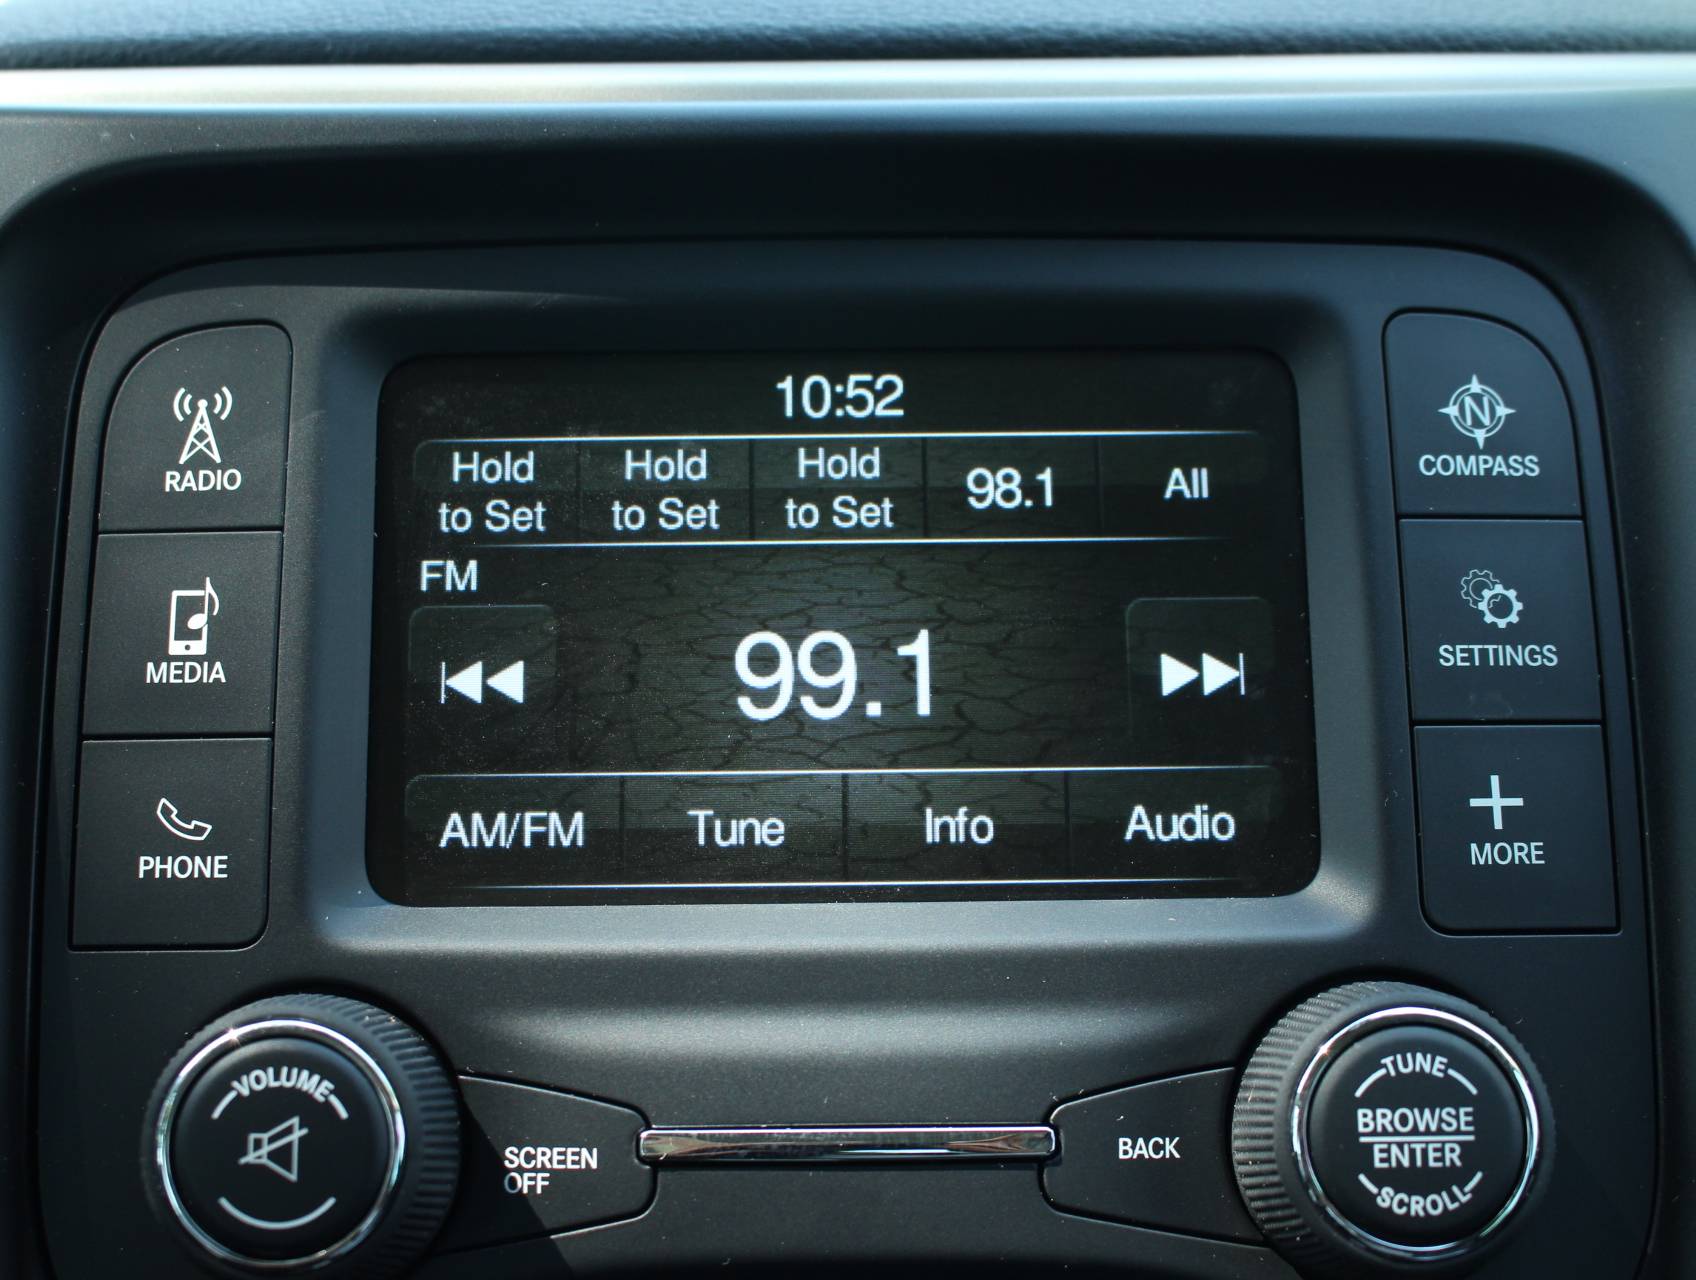 10:52
Hold to Set
Hold to Set
Hold to Set
98.1
All
FM
99.1
AM/FM
Tune
Info
Audio
RADIO
MEDIA
PHONE
N
COMPASS
SETTINGS
+
MORE
VOLUME
SCREEN
OFF
BACK
TUNE
BROWSE
ENTER
SCROLL